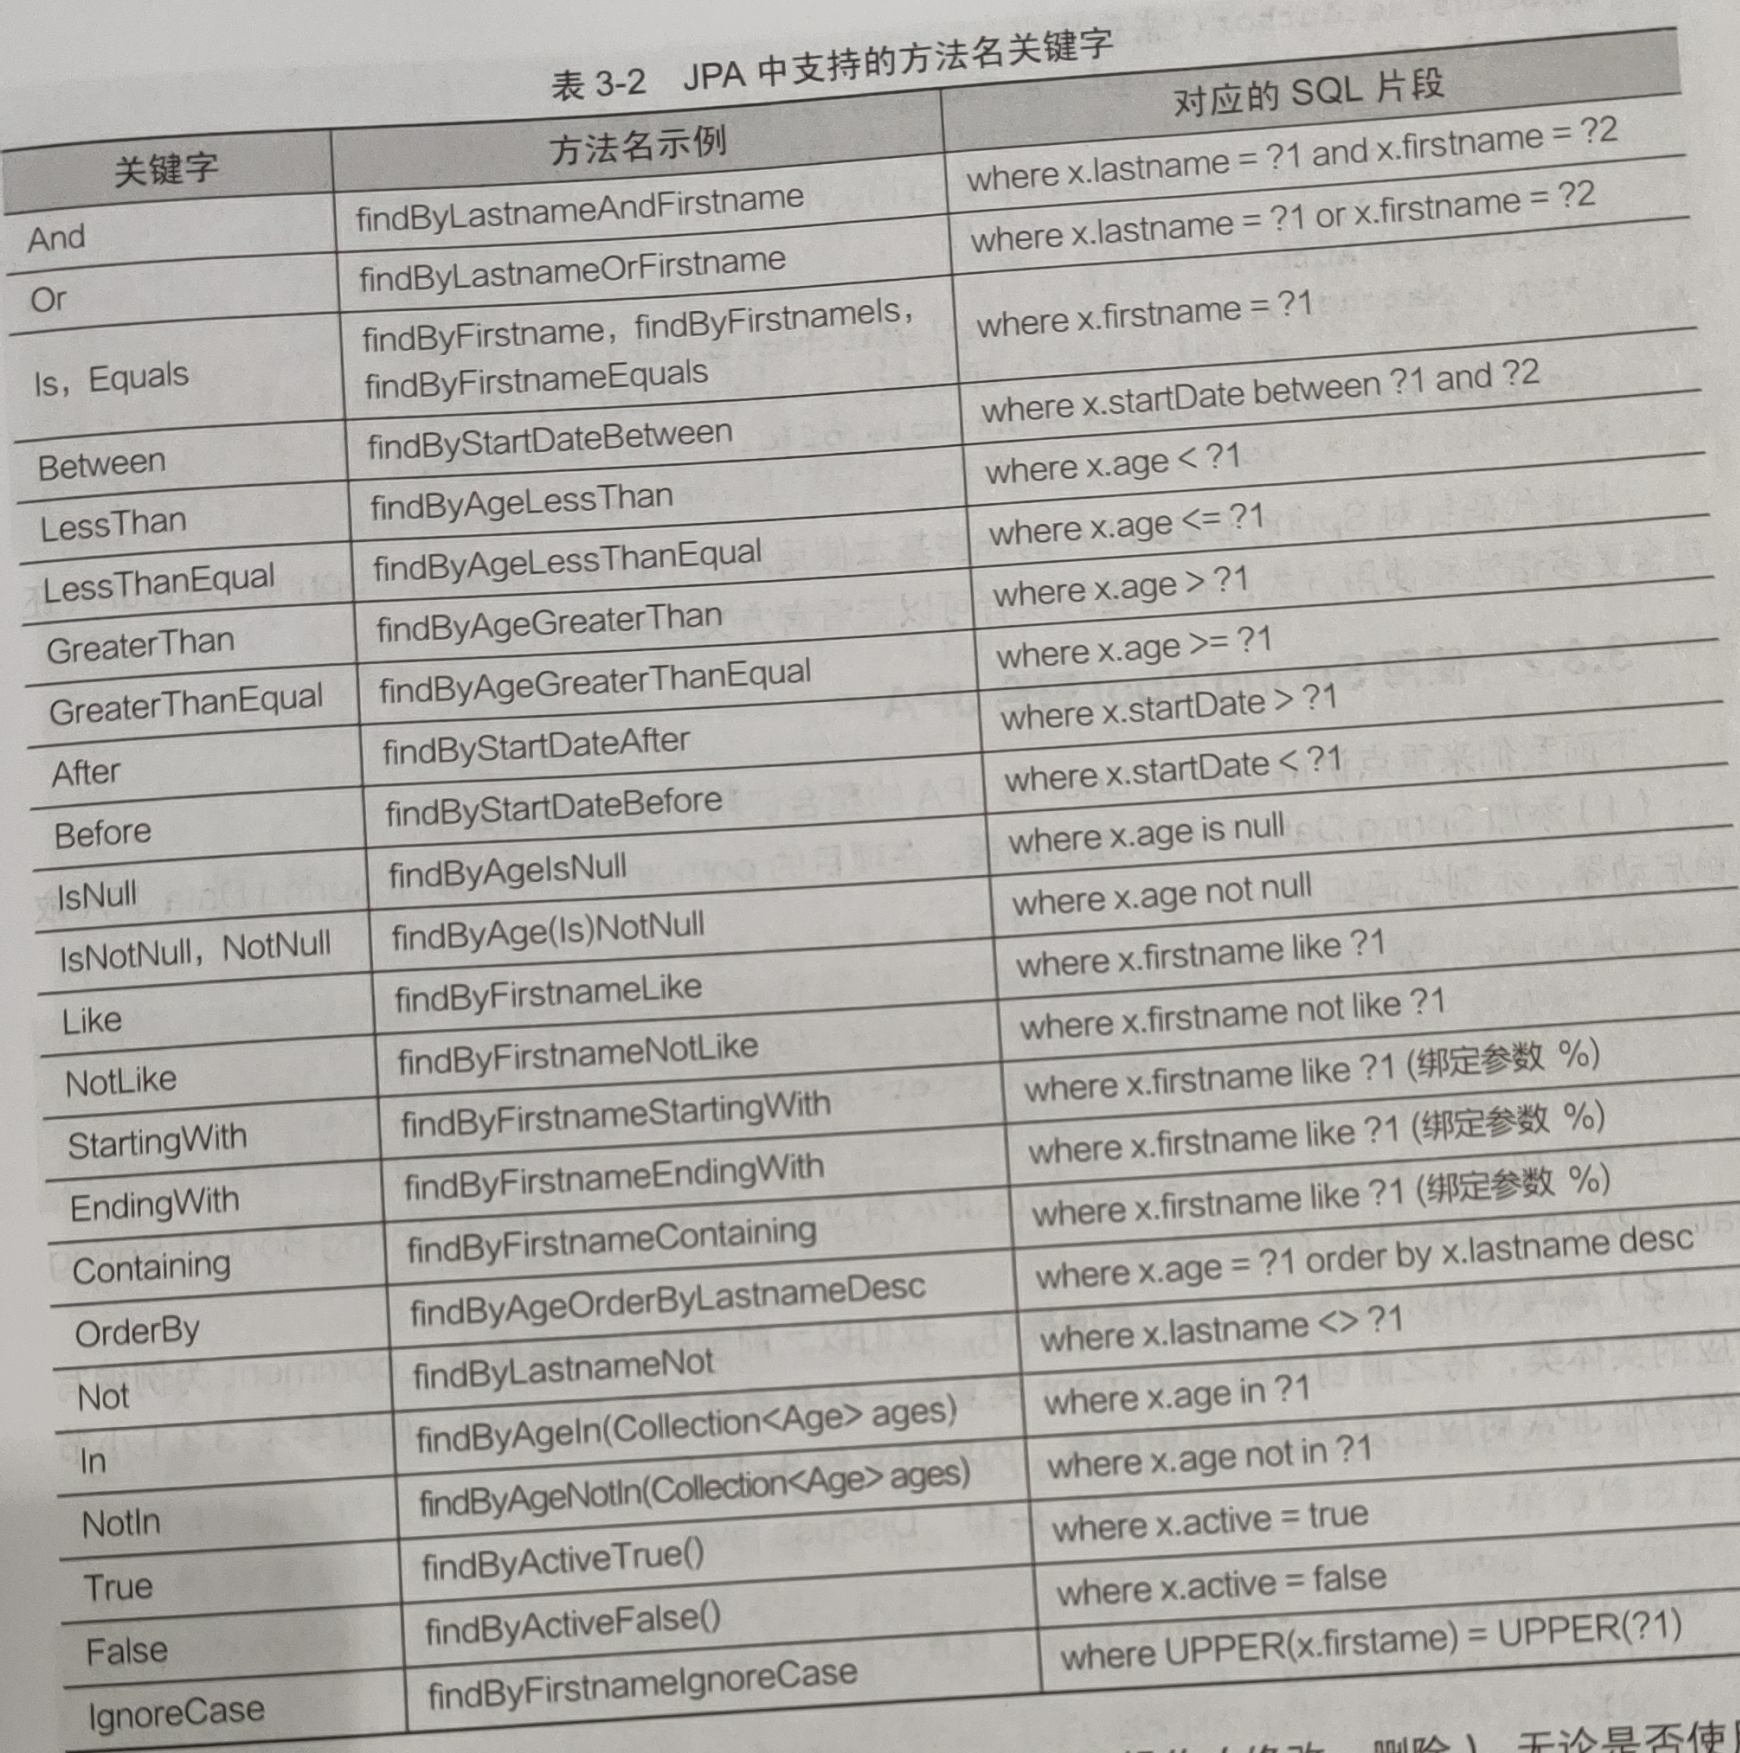 表 3-2 JPA 中支持的方法名关键字
关键字 方法名示例 对应的 SQL 片段
And findByLastnameAndFirstname where x.lastname = ?1 and x.firstname = ?2
Or findByLastnameOrFirstname where x.lastname = ?1 or x.firstname = ?2
Is，Equals findByFirstname，findByFirstnameIs， where x.firstname = ?1
findByFirstnameEquals
Between findByStartDateBetween where x.startDate between ?1 and ?2
LessThan findByAgeLessThan where x.age < ?1
LessThanEqual findByAgeLessThanEqual where x.age <= ?1
GreaterThan findByAgeGreaterThan where x.age > ?1
GreaterThanEqual findByAgeGreaterThanEqual where x.age >= ?1
After findByStartDateAfter where x.startDate > ?1
Before findByStartDateBefore where x.startDate < ?1
IsNull findByAgeIsNull where x.age is null
IsNotNull，NotNull findByAge(Is)NotNull where x.age not null
Like findByFirstnameLike where x.firstname like ?1
NotLike findByFirstnameNotLike where x.firstname not like ?1
StartingWith findByFirstnameStartingWith where x.firstname like ?1 (绑定参数 %)
EndingWith findByFirstnameEndingWith where x.firstname like ?1 (绑定参数 %)
Containing findByFirstnameContaining where x.firstname like ?1 (绑定参数 %)
OrderBy findByAgeOrderByLastnameDesc where x.age = ?1 order by x.lastname desc
Not findByLastnameNot where x.lastname <> ?1
In findByAgeIn(Collection<Age> ages) where x.age in ?1
NotIn findByAgeNotIn(Collection<Age> ages) where x.age not in ?1
True findByActiveTrue() where x.active = true
False findByActiveFalse() where x.active = false
IgnoreCase findByFirstnameIgnoreCase where UPPER(x.firstame) = UPPER(?1)
删除）无论是否使用